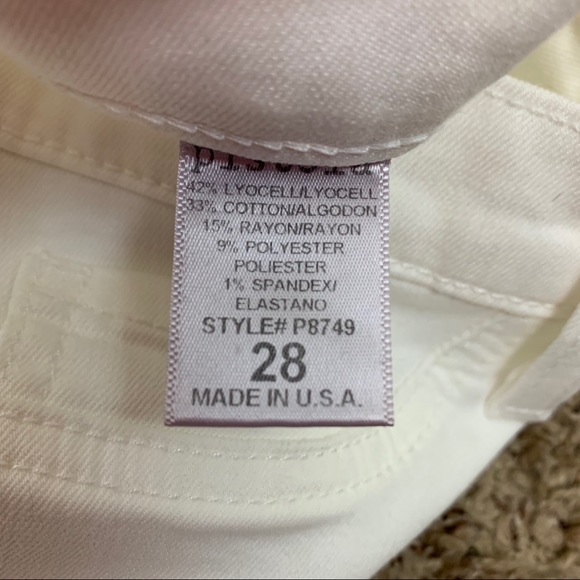 42% LYOCELL/LYOCELL
33% COTTON/ALGODON
15% RAYON/RAYON
9% POLYESTER
POLIESTER
1% SPANDEX/
ELASTANO
STYLE# P8749
28
MADE IN U.S.A.